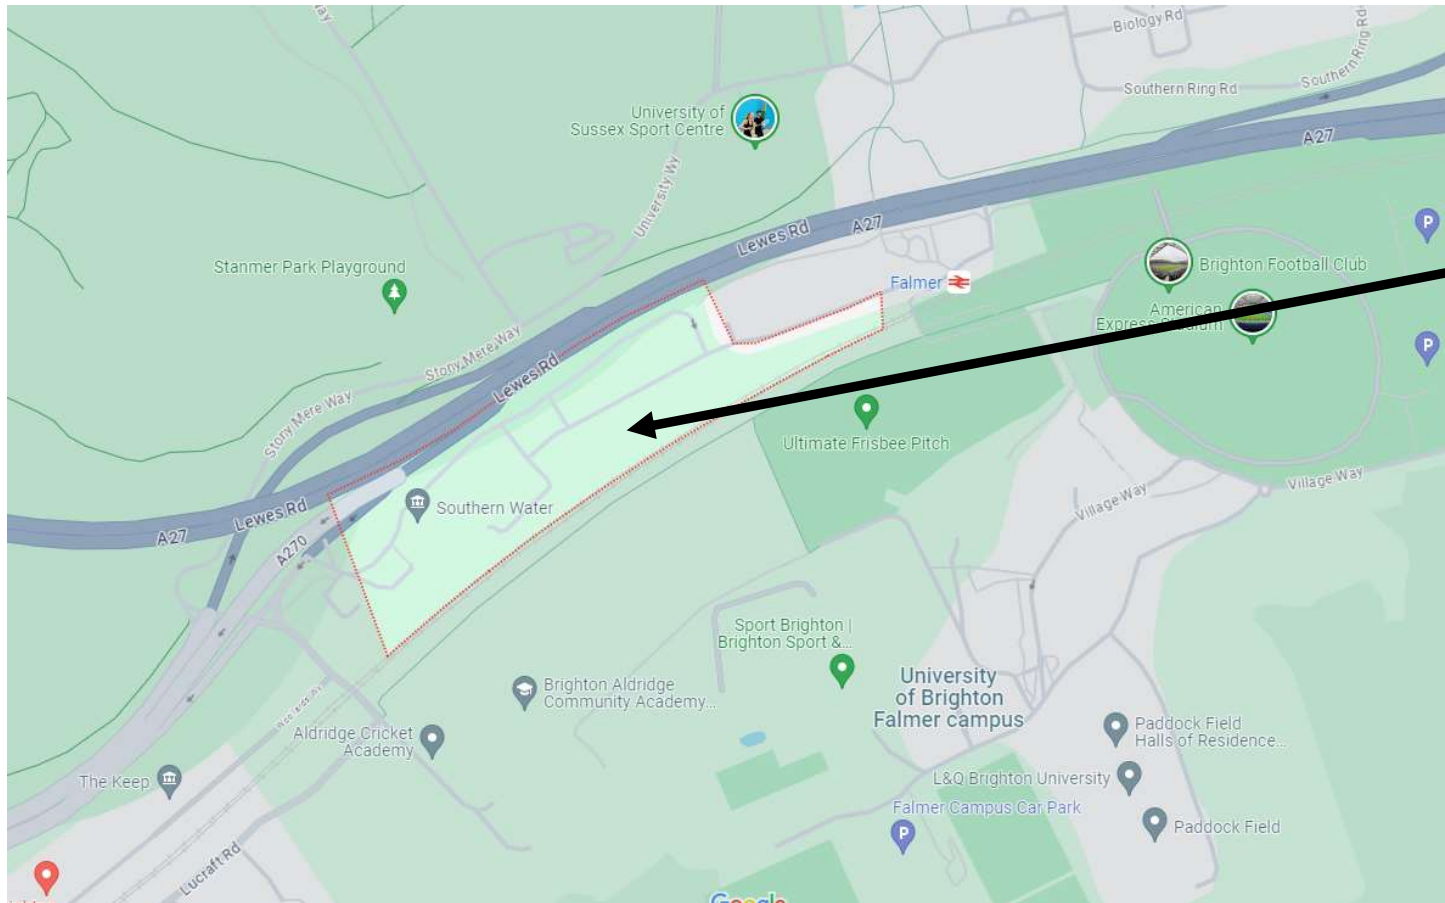 Way
Biology Rd
Southern Ring Rd
Southern Ring Rd
University of
Sussex Sport Centre
A27
University Wy
Lewes Rd
A27
Stanmer Park Playground
Falmer
Brighton Football Club
American
Express Stadium
P
P
Stony Mere Way
Lewes Rd
Stony Mere Way
Ultimate Frisbee Pitch
Southern Water
Lewes Rd
A27
A270
Village Way
Village Way
Sport Brighton |
Brighton Sport &...
University
of Brighton
Falmer campus
Brighton Aldridge
Community Academy...
Paddock Field
Halls of Residence...
Aldridge Cricket
Academy
The Keep
L&Q Brighton University
Falmer Campus Car Park
P
Paddock Field
Lucraft Rd
Google